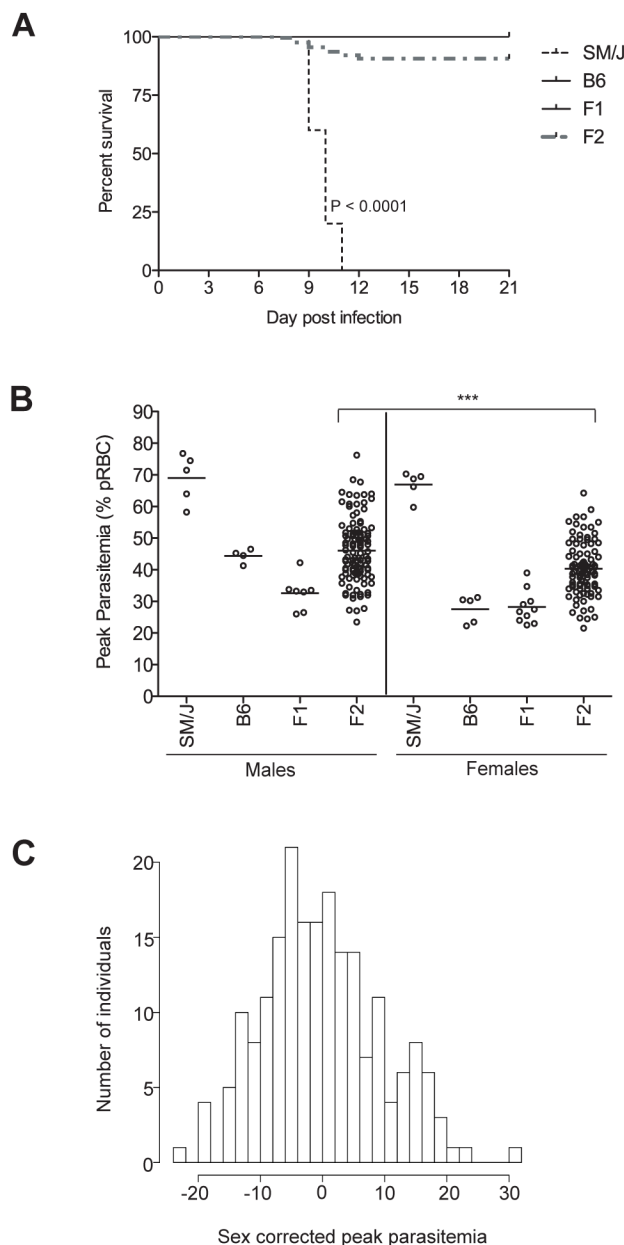 A
Percent survival
100
75
50
25
0
P < 0.0001
0 3 6 9 12 15 18 21
Day post infection
SM/J
B6
F1
F2
B
Peak Parasitemia (% pRBC)
90
80
70
60
50
40
30
20
10
0
***
SM/J B6 F1 F2 SM/J B6 F1 F2
Males Females
C
Number of individuals
20
15
10
5
0
-20 -10 0 10 20 30
Sex corrected peak parasitemia